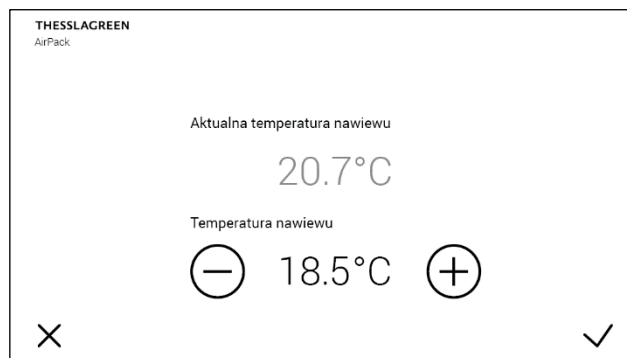 THESSLAGREEN
AirPack
Aktualna temperatura nawiewu
20.7°C
Temperatura nawiewu
18.5°C